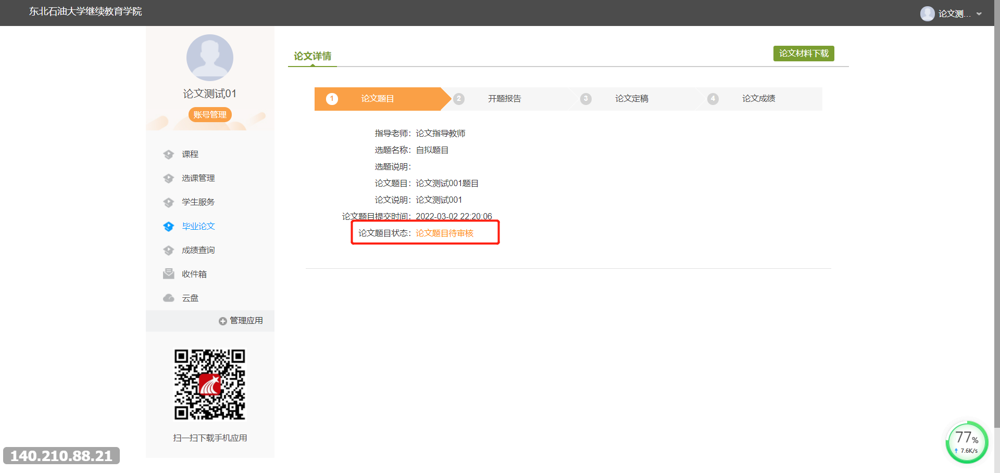 东北石油大学继续教育学院
论文测...
论文测试01
账号管理
课程
选课管理
学生服务
毕业论文
成绩查询
收件箱
云盘
管理应用
扫一扫下载手机应用
论文详情
论文材料下载
1 论文题目 2 开题报告 3 论文定稿 4 论文成绩
指导老师：论文指导教师
选题名称：自拟题目
选题说明：
论文题目：论文测试001题目
论文说明：论文测试001
论文题目提交时间：2022-03-02 22:20:06
论文题目状态：论文题目待审核
77%
7.6K/s
140.210.88.21